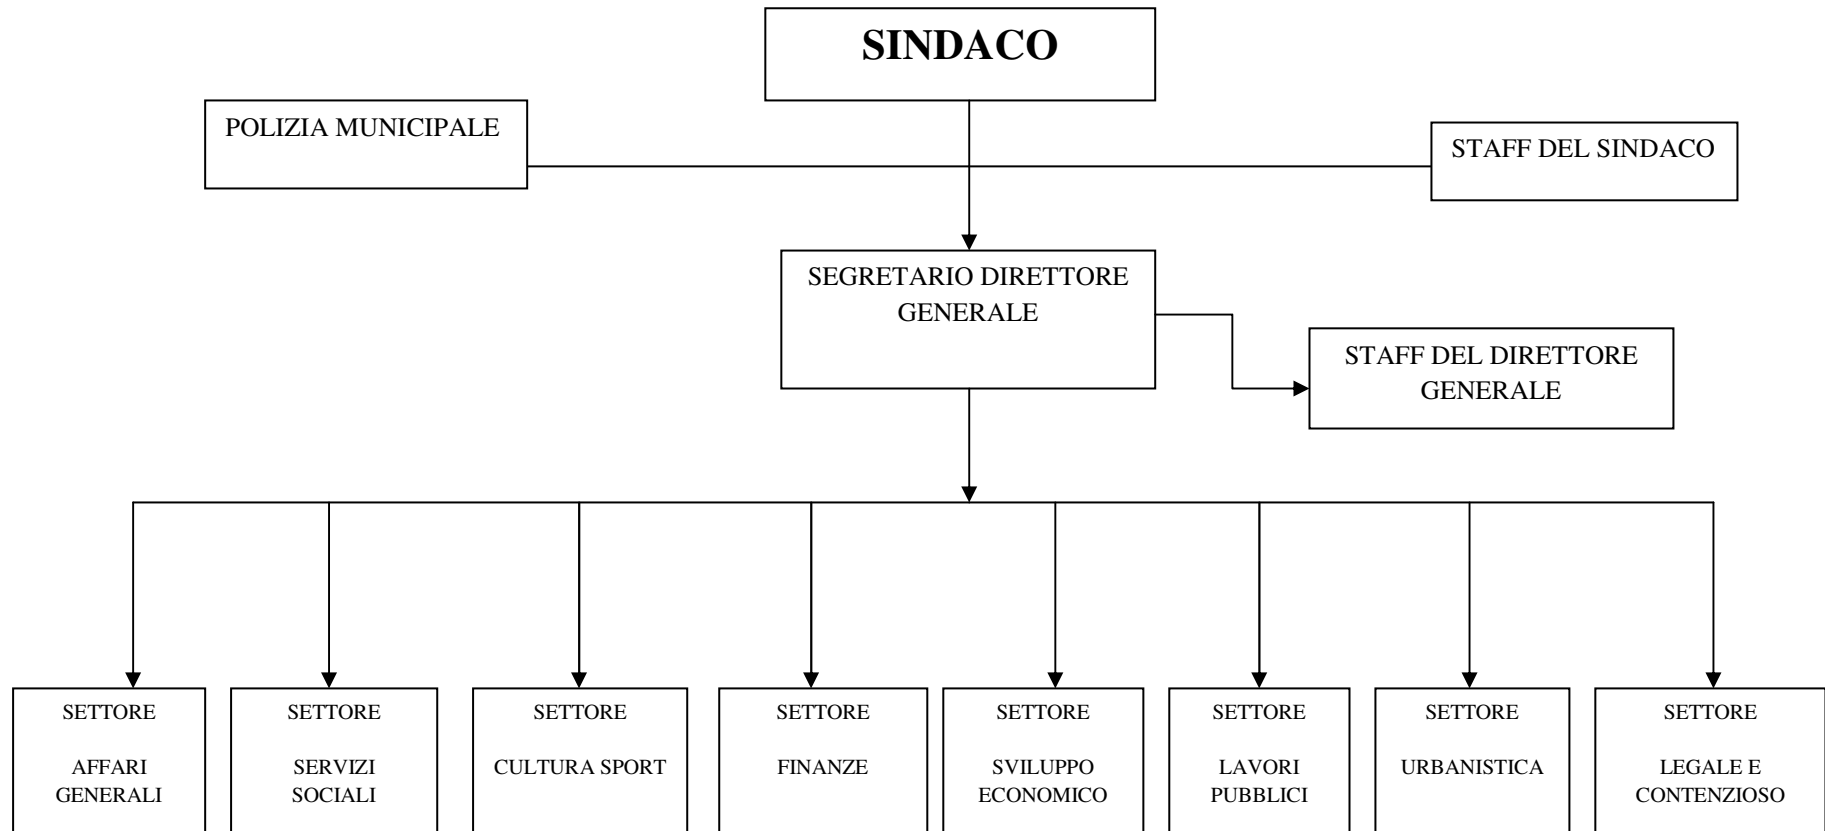 SINDACO
POLIZIA MUNICIPALE
STAFF DEL SINDACO
SEGRETARIO DIRETTORE
GENERALE
STAFF DEL DIRETTORE
GENERALE
SETTORE
AFFARI
GENERALI
SETTORE
SERVIZI
SOCIALI
SETTORE
CULTURA SPORT
SETTORE
FINANZE
SETTORE
SVILUPPO
ECONOMICO
SETTORE
LAVORI
PUBBLICI
SETTORE
URBANISTICA
SETTORE
LEGALE E
CONTENZIOSO